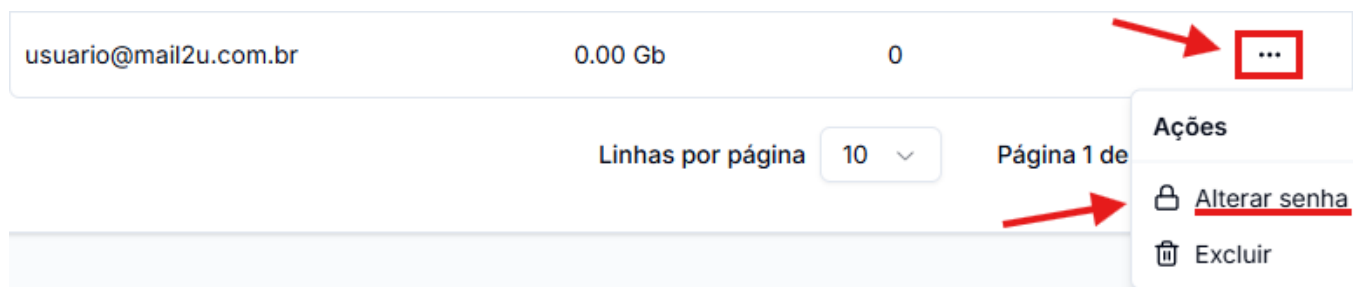 usuario@mail2u.com.br 0.00 Gb 0 ...
Ações
Linhas por página 10 Página 1 de
Alterar senha
Excluir